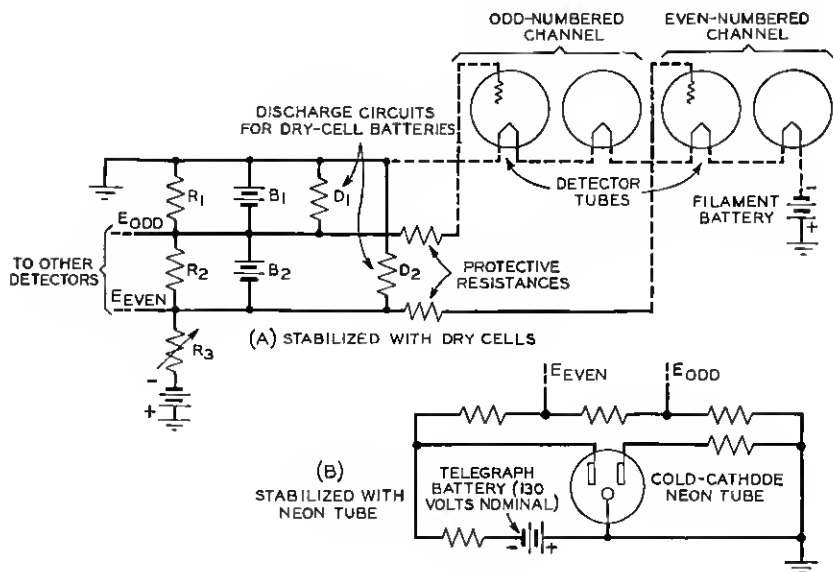 ODD-NUMBERED
CHANNEL
EVEN-NUMBERED
CHANNEL
DISCHARGE CIRCUITS
FOR DRY-CELL BATTERIES
R1
B1
D1
DETECTOR
TUBES
FILAMENT
BATTERY
-
+
EODD
TO OTHER
DETECTORS
R2
B2
D2
PROTECTIVE
RESISTANCES
EEVEN
(A) STABILIZED WITH DRY CELLS
R3
-
+
EEVEN
EODD
(B)
STABILIZED WITH
NEON TUBE
TELEGRAPH
BATTERY (130
VOLTS NOMINAL)
- +
COLD-CATHODE
NEON TUBE